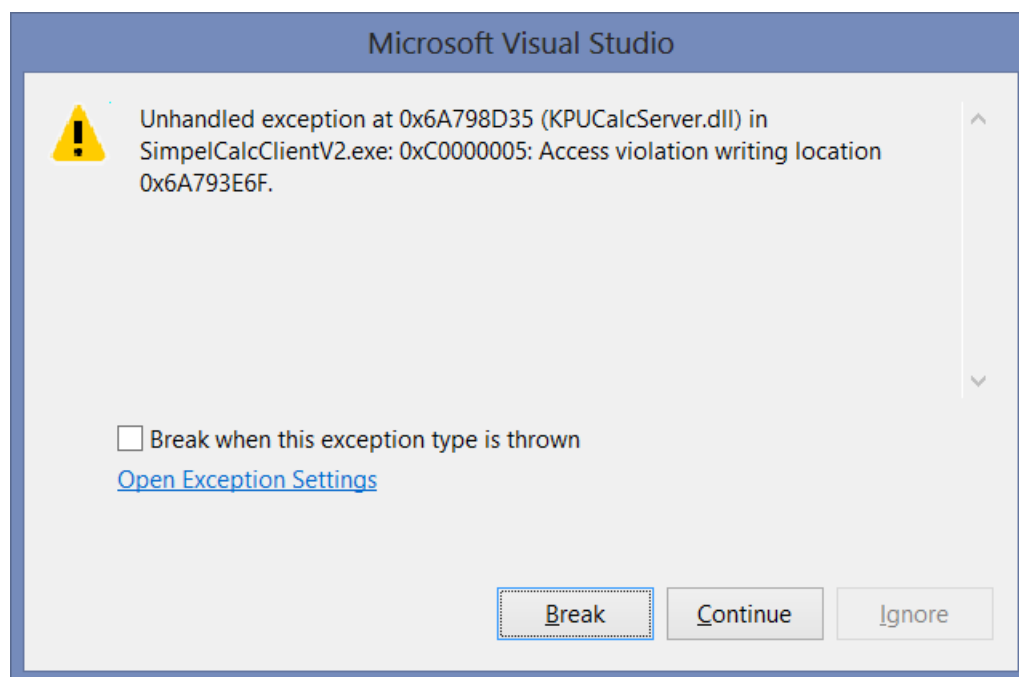 Microsoft Visual Studio
Unhandled exception at 0x6A798D35 (KPUCalcServer.dll) in
SimpelCalcClientV2.exe: 0xC0000005: Access violation writing location
0x6A793E6F.
Break when this exception type is thrown
Open Exception Settings
Break Continue Ignore